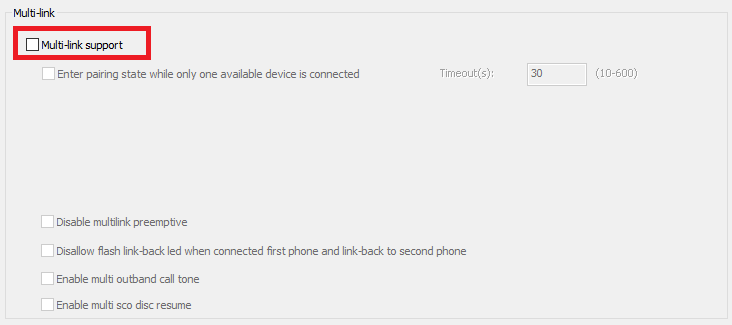 Multi-link
Multi-link support
Enter pairing state while only one available device is connected Timeout(s): 30 (10-600)
Disable multilink preemptive
Disallow flash link-back led when connected first phone and link-back to second phone
Enable multi outband call tone
Enable multi sco disc resume